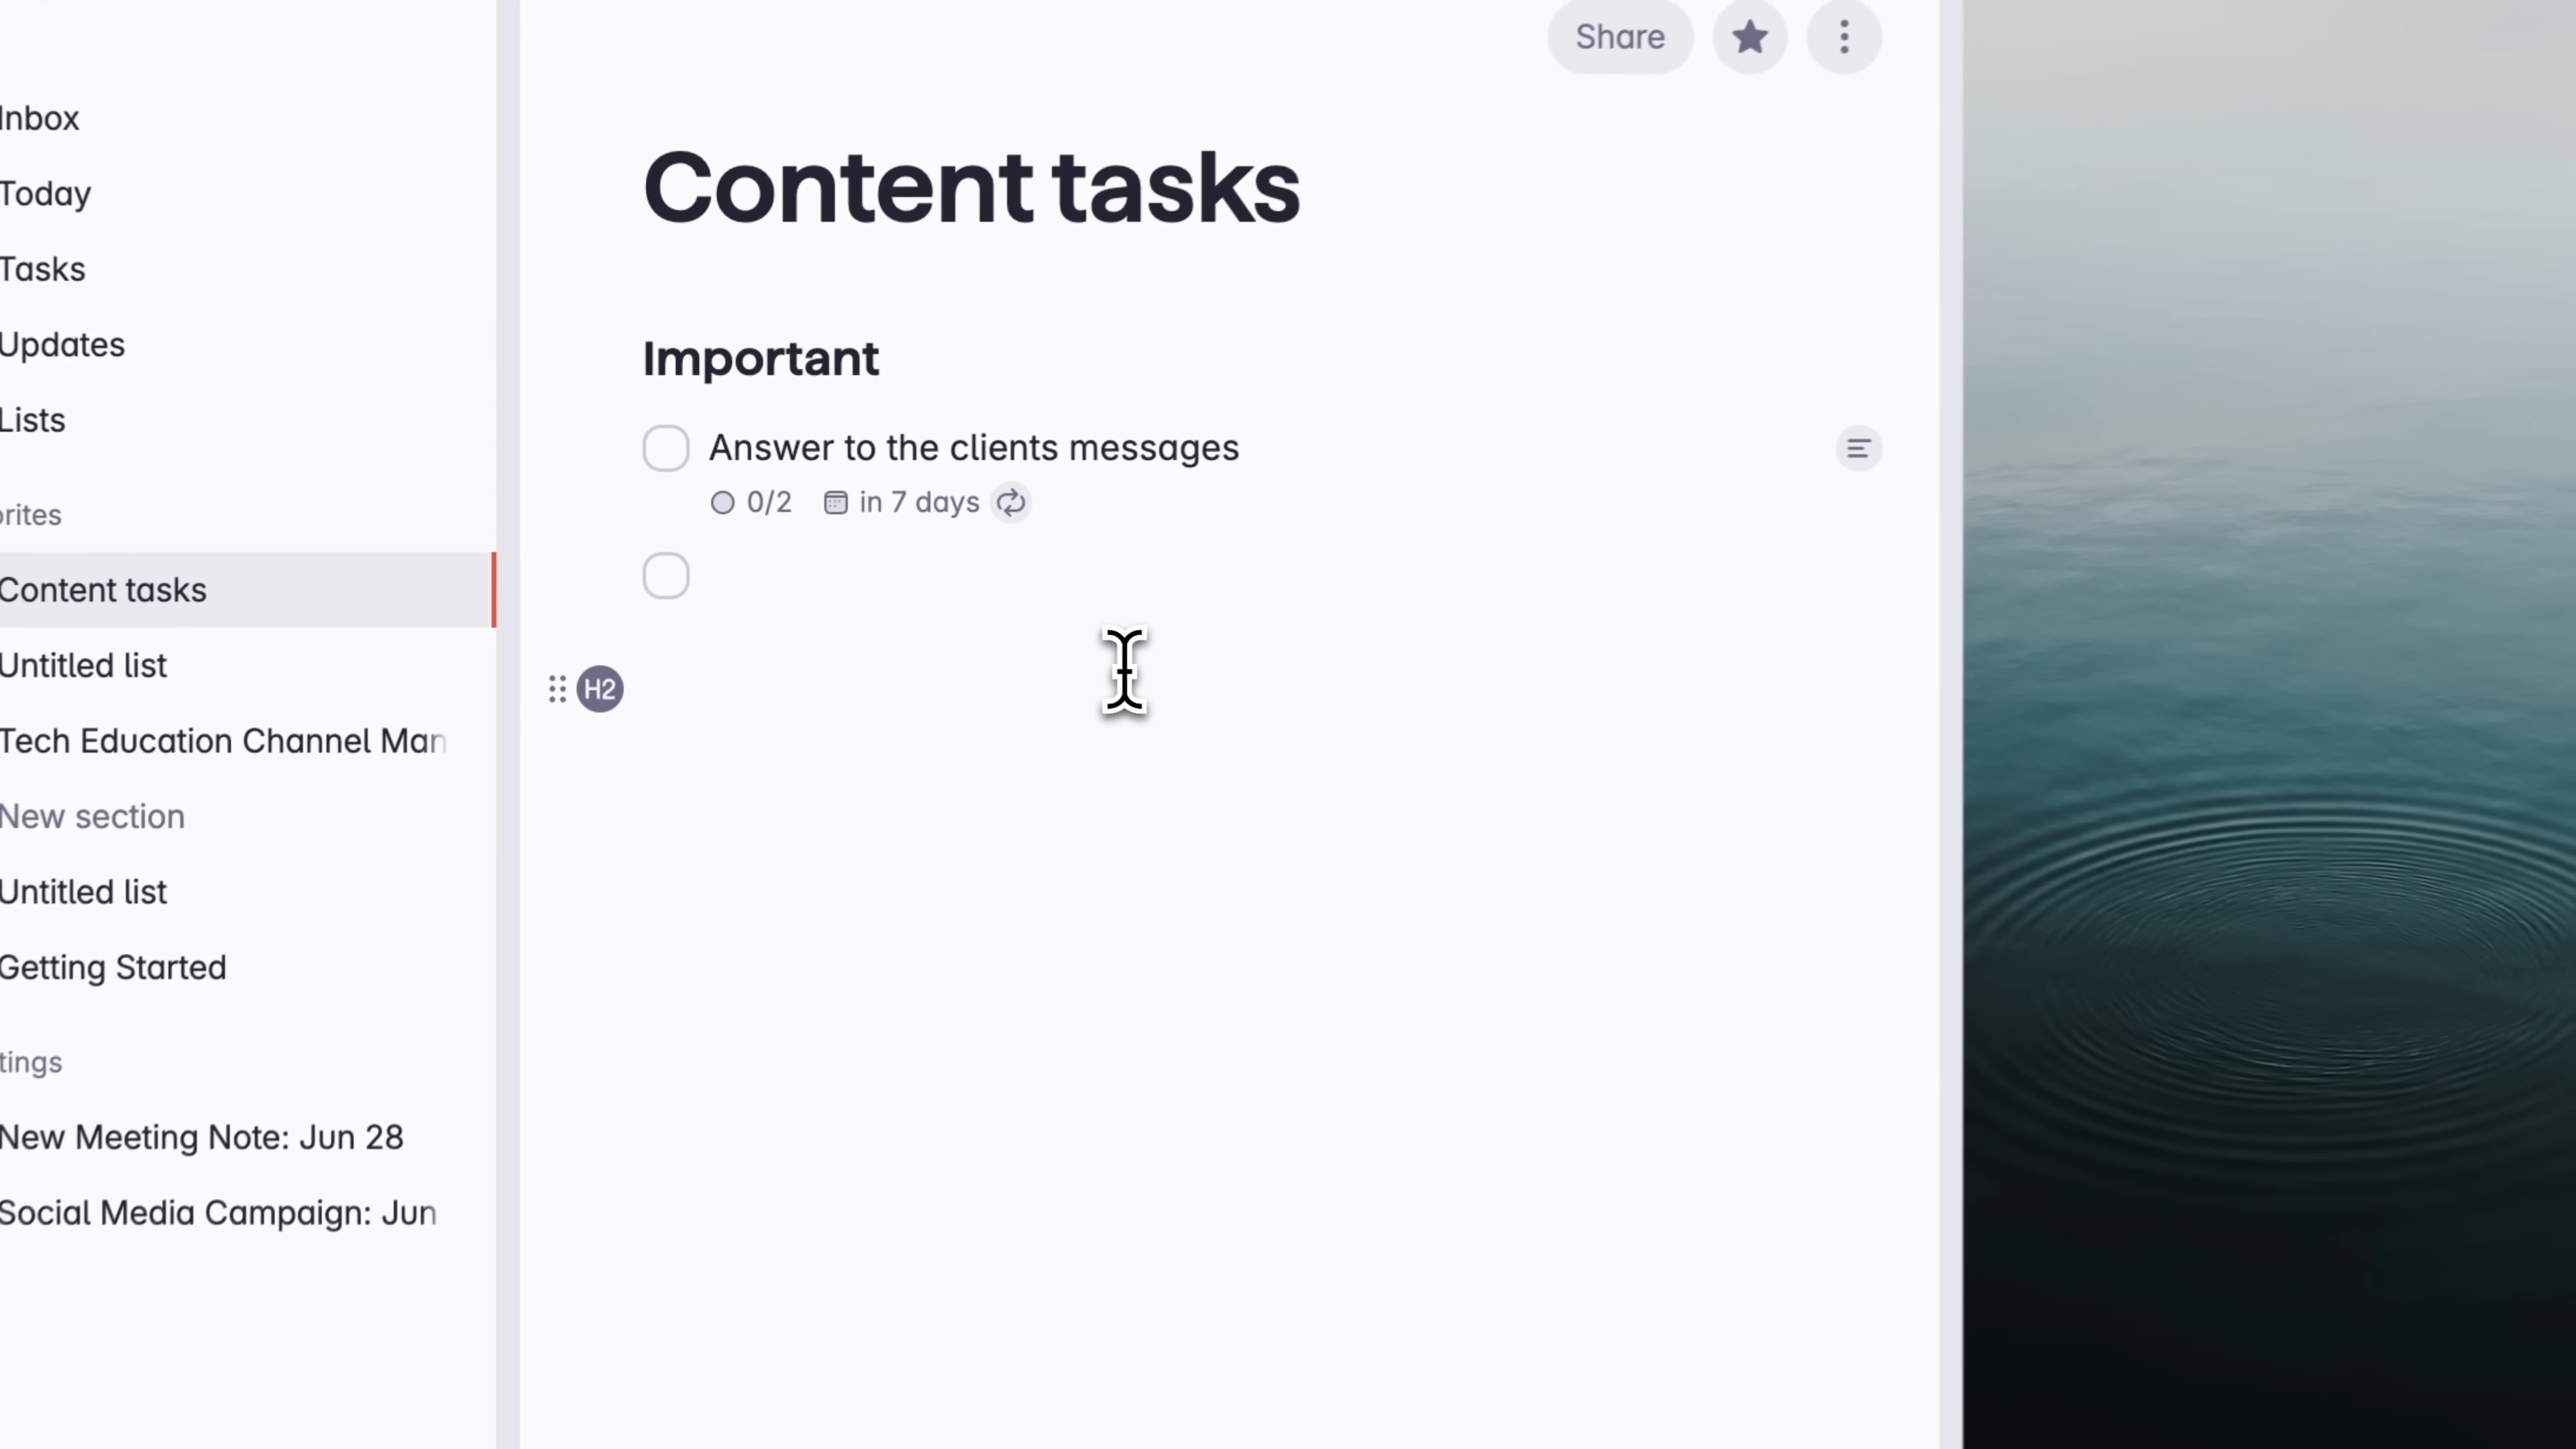 Share
Inbox
Today
Tasks
Updates
Lists
Content tasks
Untitled list
Tech Education Channel Man
New section
Untitled list
Getting Started
New Meeting Note: Jun 28
Social Media Campaign: Jun
Content tasks
Important
Answer to the clients messages
0/2 in 7 days
H2